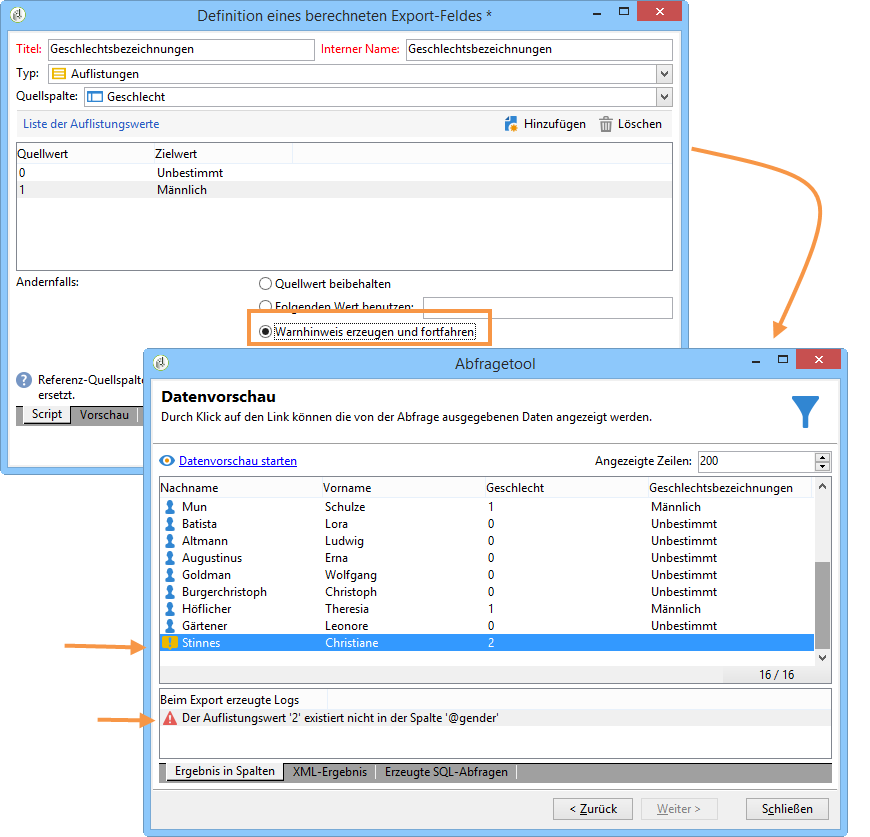 Definition eines berechneten Export-Feldes *
Titel: Geschlechtsbezeichnungen Interner Name: Geschlechtsbezeichnungen
Typ: Auflistungen
Quellspalte: Geschlecht
Liste der Auflistungswerte Hinzufügen Löschen
Quellwert Zielwert
0 Unbestimmt
1 Männlich
Andernfalls: Quellwert beibehalten
Folgenden Wert benutzen:
Warnhinweis erzeugen und fortfahren
Referenz-Quellspalte
ersetzt.
Script Vorschau
Abfragetool
Datenvorschau
Durch Klick auf den Link können die von der Abfrage ausgegebenen Daten angezeigt werden.
Datenvorschau starten Angezeigte Zeilen: 200
Nachname Vorname Geschlecht Geschlechtsbezeichnungen
Mun Schulze 1 Männlich
Batista Lora 0 Unbestimmt
Altmann Ludwig 0 Unbestimmt
Augustinus Erna 0 Unbestimmt
Goldman Wolfgang 0 Unbestimmt
Burgerchristoph Christoph 0 Unbestimmt
Höflicher Theresia 1 Männlich
Gärtener Leonore 0 Unbestimmt
Stinnes Christiane 2
16 / 16
Beim Export erzeugte Logs
Der Auflistungswert '2' existiert nicht in der Spalte '@gender'
Ergebnis in Spalten XML-Ergebnis Erzeugte SQL-Abfragen
< Zurück Weiter > Schließen